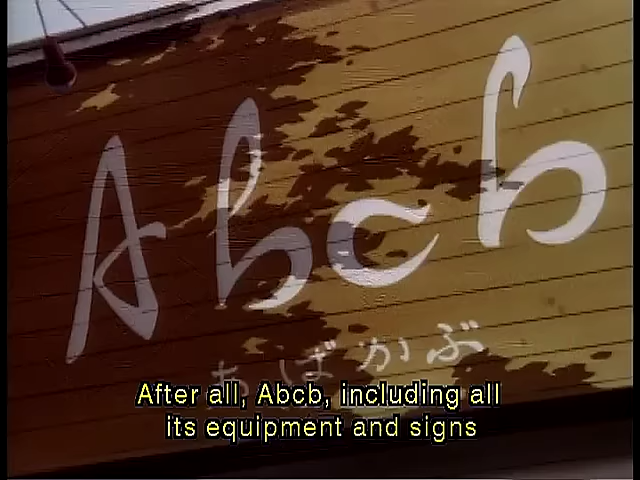 Abcb
あばかぶ
After all, Abcb, including all
its equipment and signs